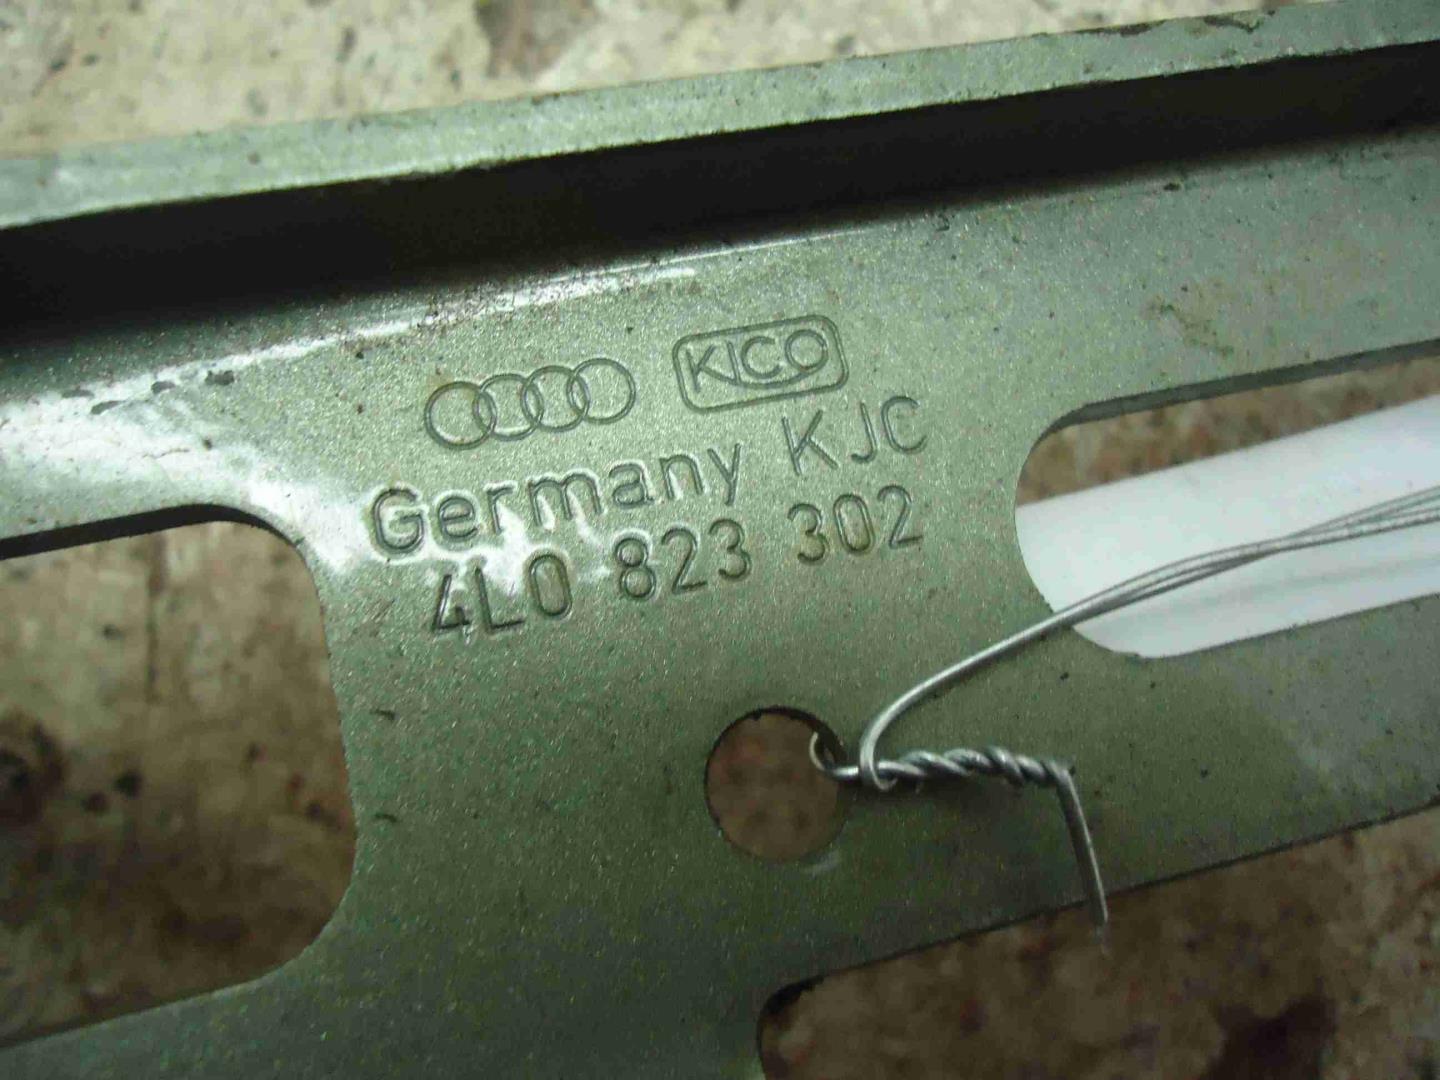 KICO
Germany KJC
4L0 823 302